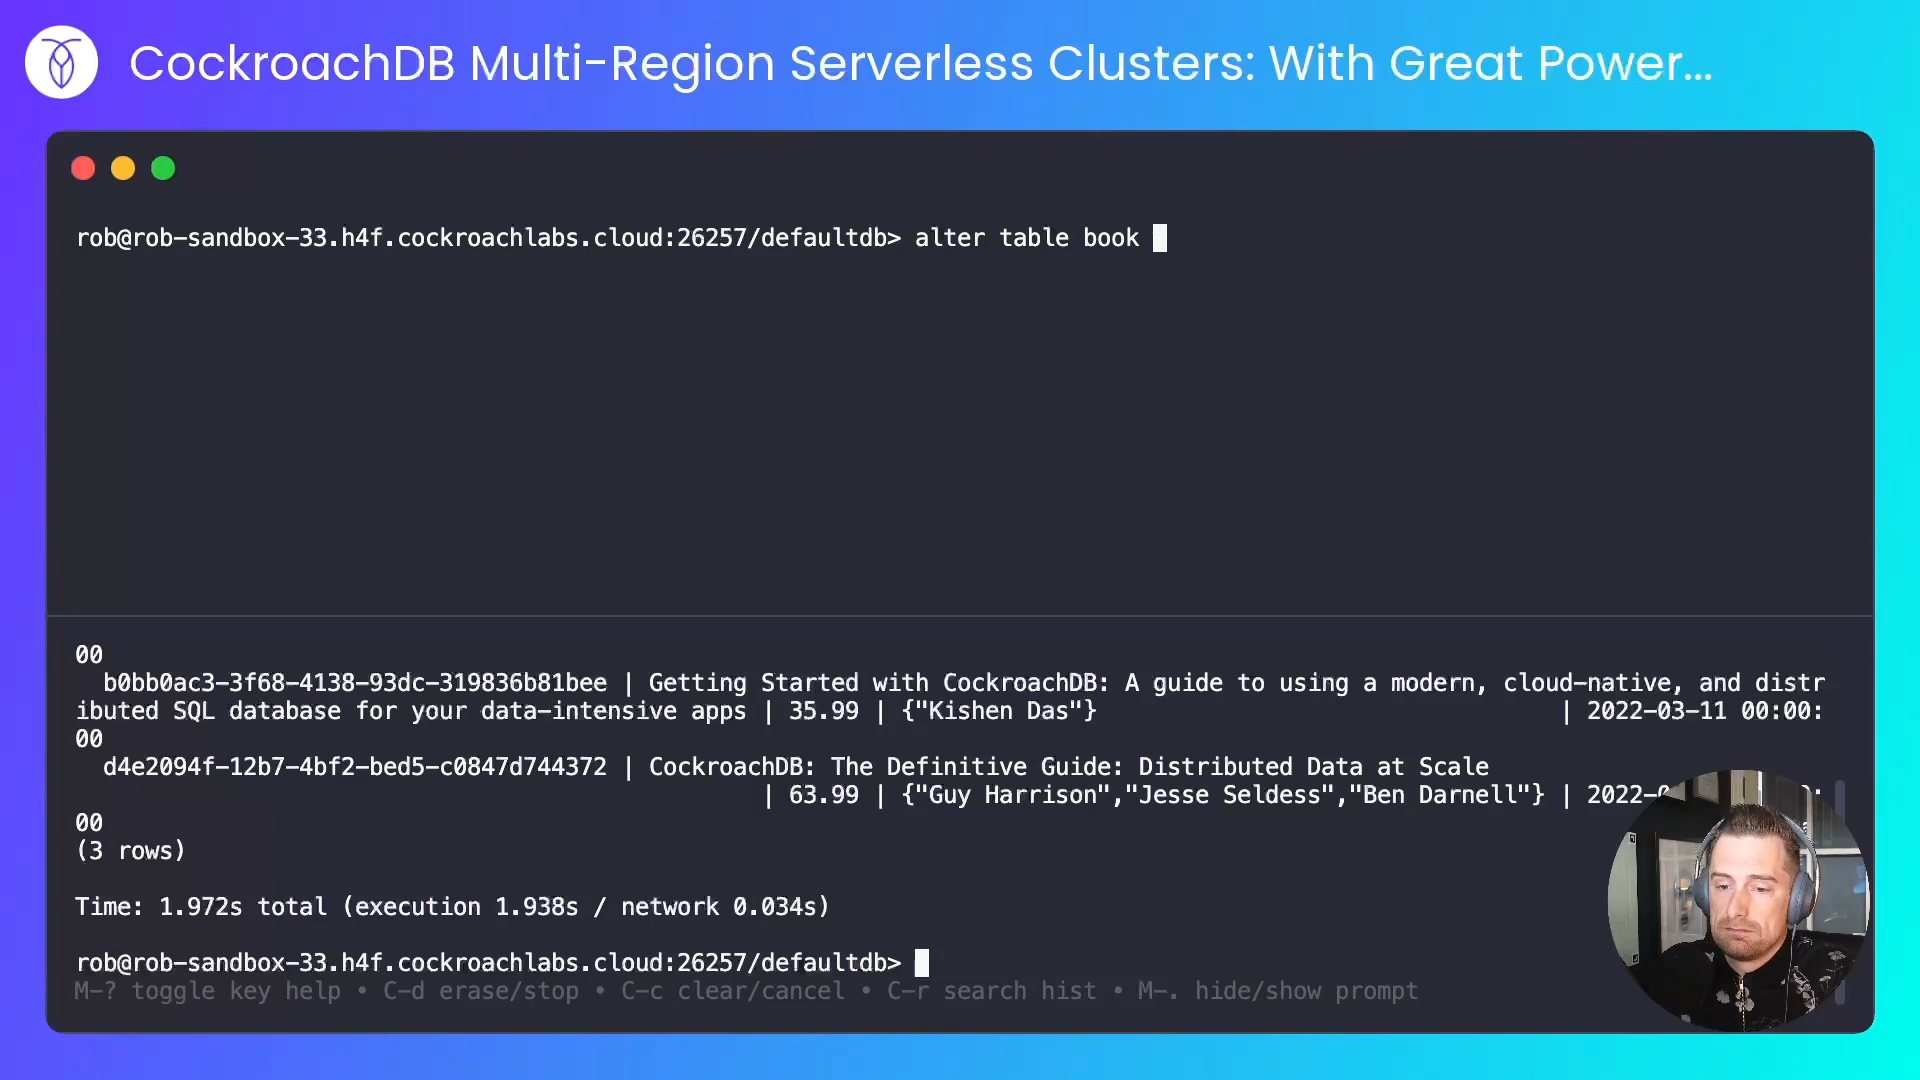 CockroachDB Multi-Region Serverless Clusters: With Great Power...
rob@rob-sandbox-33.h4f.cockroachlabs.cloud:26257/defaultdb> alter table book
00
b0bb0ac3-3f68-4138-93dc-319836b81bee | Getting Started with CockroachDB: A guide to using a modern, cloud-native, and distr
ibuted SQL database for your data-intensive apps | 35.99 | {"Kishen Das"} | 2022-03-11 00:00:
00
d4e2094f-12b7-4bf2-bed5-c0847d744372 | CockroachDB: The Definitive Guide: Distributed Data at Scale
| 63.99 | {"Guy Harrison","Jesse Seldess","Ben Darnell"} | 2022-
00
(3 rows)
Time: 1.972s total (execution 1.938s / network 0.034s)
rob@rob-sandbox-33.h4f.cockroachlabs.cloud:26257/defaultdb>
M-? toggle key help • C-d erase/stop • C-c clear/cancel • C-r search hist • M-. hide/show prompt